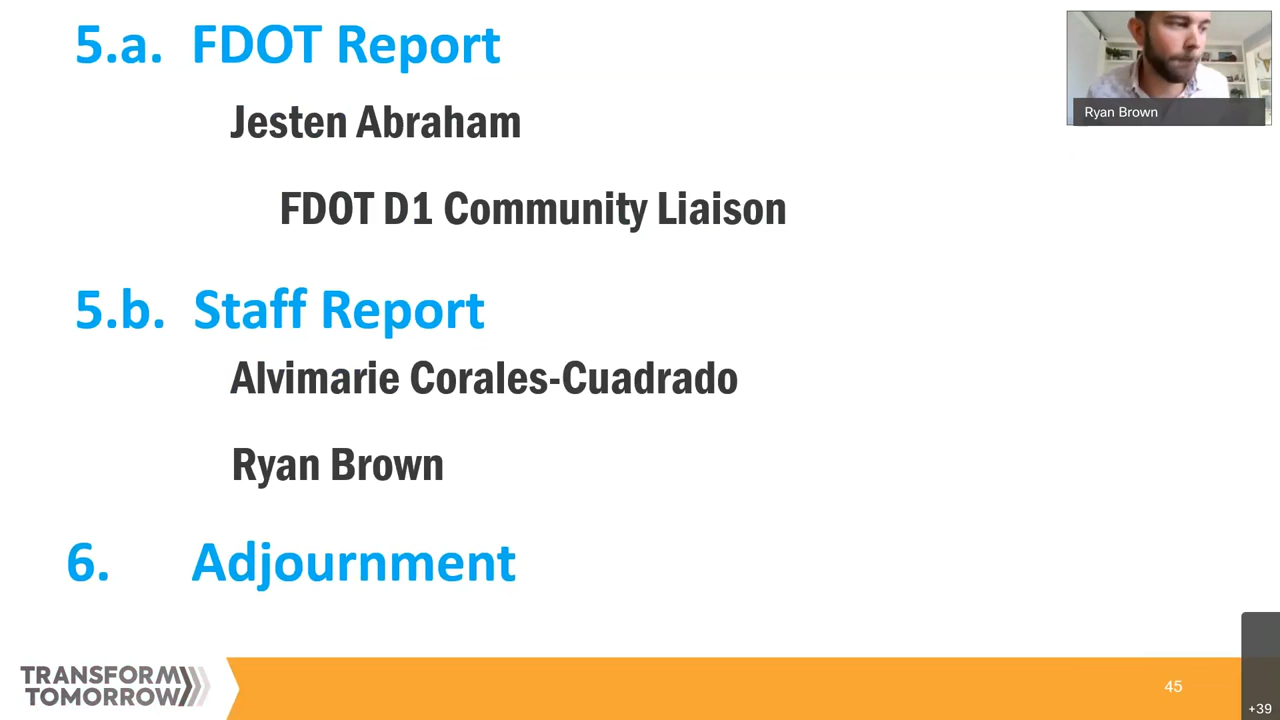 5.a. FDOT Report
Jesten Abraham
FDOT D1 Community Liaison
5.b. Staff Report
Alvimarie Corales-Cuadrado
Ryan Brown
6. Adjournment
TRANSFORM
TOMORROW
45
Ryan Brown
+39